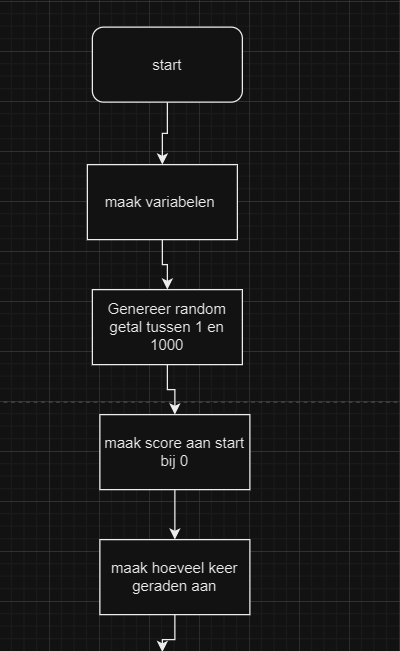 start
maak variabelen
Genereer random
getal tussen 1 en
1000
maak score aan start
bij 0
maak hoeveel keer
geraden aan